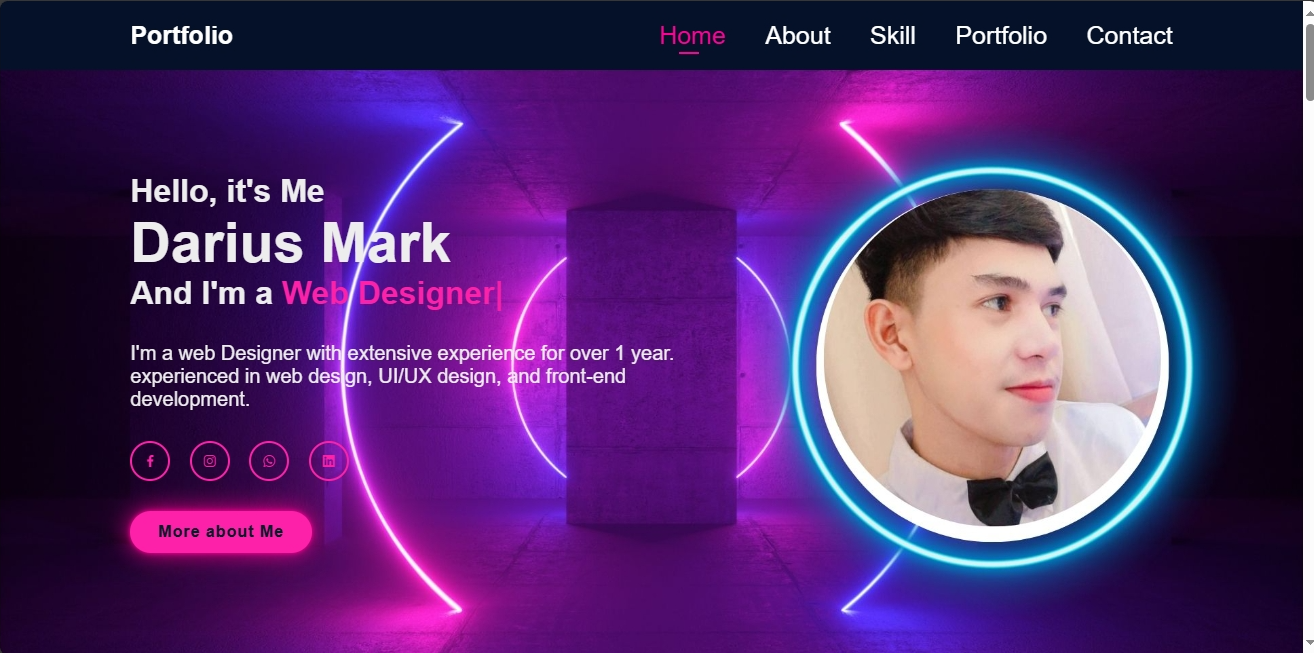 Portfolio
Home About Skill Portfolio Contact
Hello, it's Me
Darius Mark
And I'm a Web Designer|
I'm a web Designer with extensive experience for over 1 year.
experienced in web design, UI/UX design, and front-end
development.
More about Me